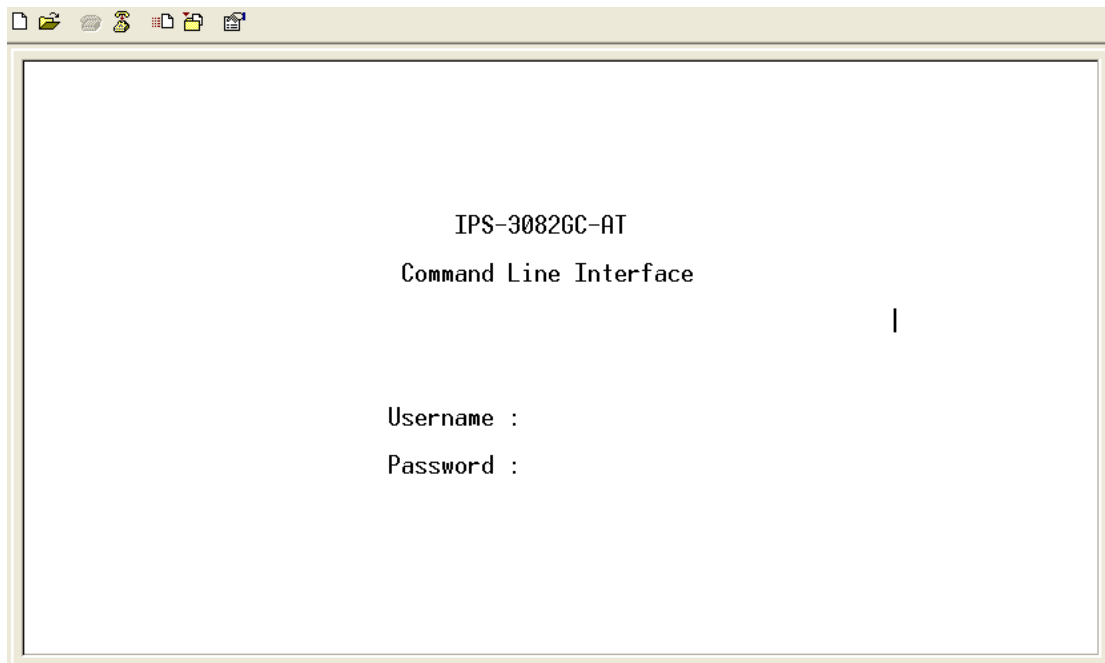 IPS-3082GC-AT
Command Line Interface
Username :
Password :